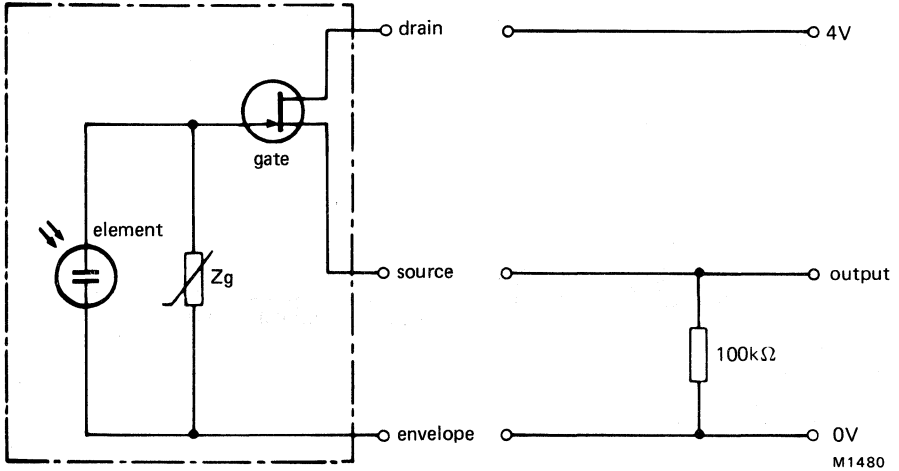 drain
4V
gate
element
Zg
source
output
100kΩ
envelope
0V
M1480